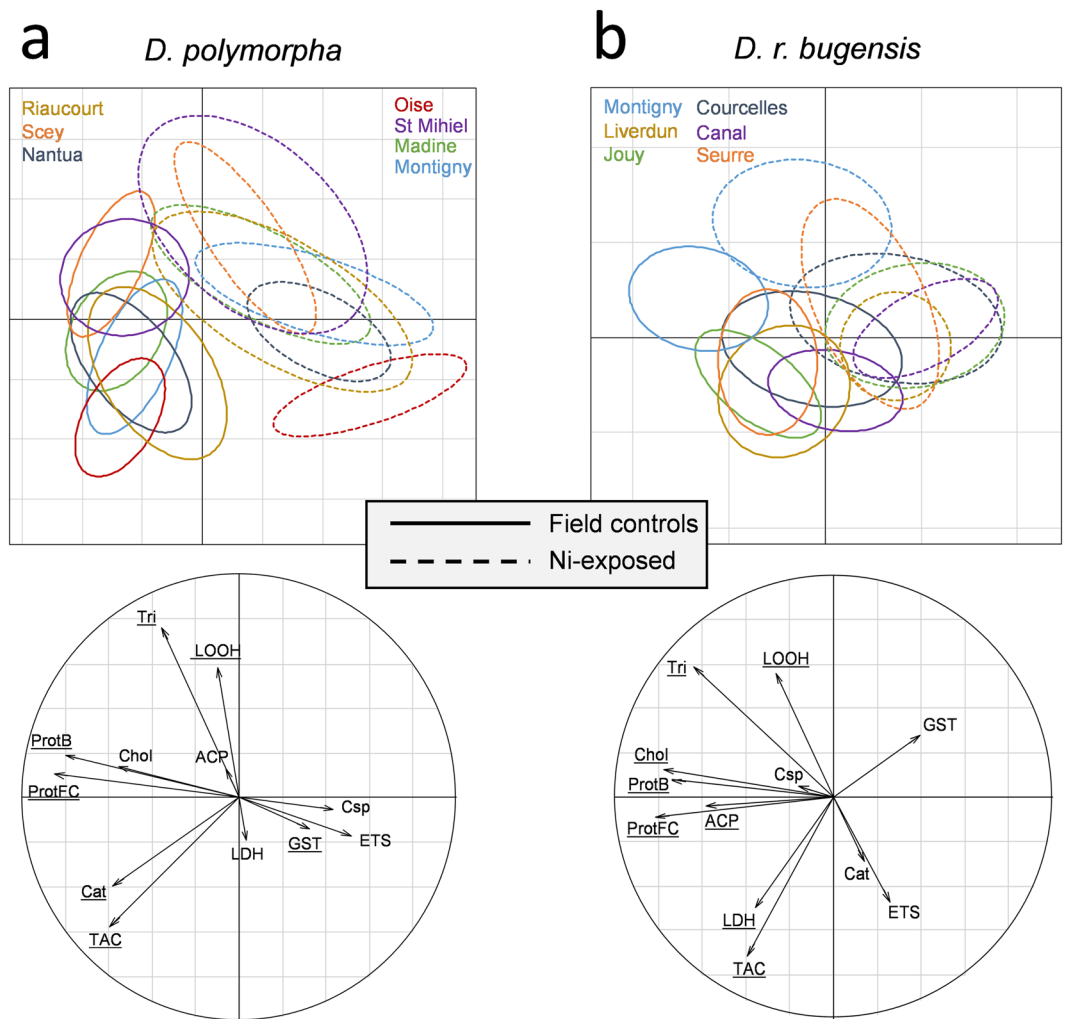 a
D. polymorpha
b
D. r. bugensis
Riaucourt
Scey
Nantua
Oise
St Mihiel
Madine
Montigny
Montigny
Liverdun
Jouy
Courcelles
Canal
Seurre
Field controls
Ni-exposed
Tri
LOOH
ProtB
Chol
ACP
ProtFC
Csp
ETS
GST
LDH
Cat
TAC
LOOH
Tri
GST
Chol
Csp
ProtB
ProtFC
ACP
Cat
LDH
ETS
TAC